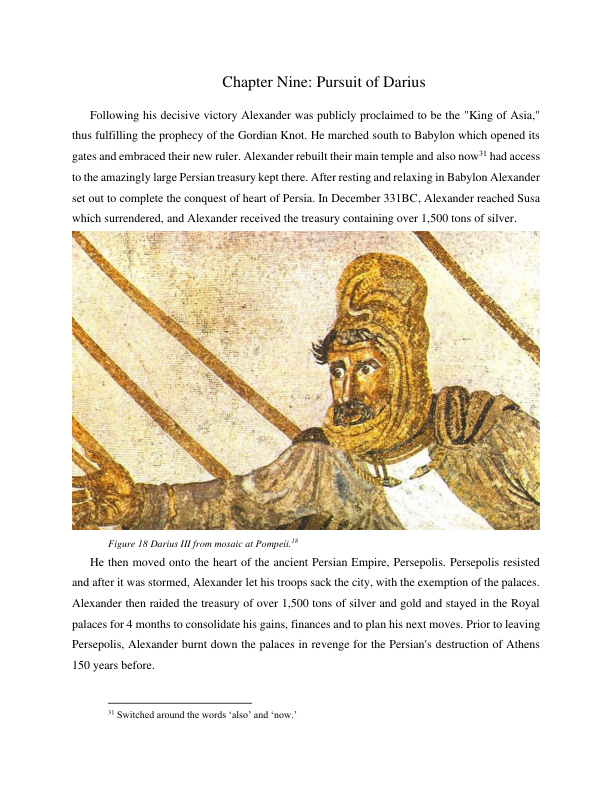 Chapter Nine: Pursuit of Darius
Following his decisive victory Alexander was publicly proclaimed to be the "King of Asia,"
thus fulfilling the prophecy of the Gordian Knot. He marched south to Babylon which opened its
gates and embraced their new ruler. Alexander rebuilt their main temple and also now31 had access
to the amazingly large Persian treasury kept there. After resting and relaxing in Babylon Alexander
set out to complete the conquest of heart of Persia. In December 331BC, Alexander reached Susa
which surrendered, and Alexander received the treasury containing over 1,500 tons of silver.
Figure 18 Darius III from mosaic at Pompeii.18
He then moved onto the heart of the ancient Persian Empire, Persepolis. Persepolis resisted
and after it was stormed, Alexander let his troops sack the city, with the exemption of the palaces.
Alexander then raided the treasury of over 1,500 tons of silver and gold and stayed in the Royal
palaces for 4 months to consolidate his gains, finances and to plan his next moves. Prior to leaving
Persepolis, Alexander burnt down the palaces in revenge for the Persian's destruction of Athens
150 years before.
31 Switched around the words ‘also’ and ‘now.’